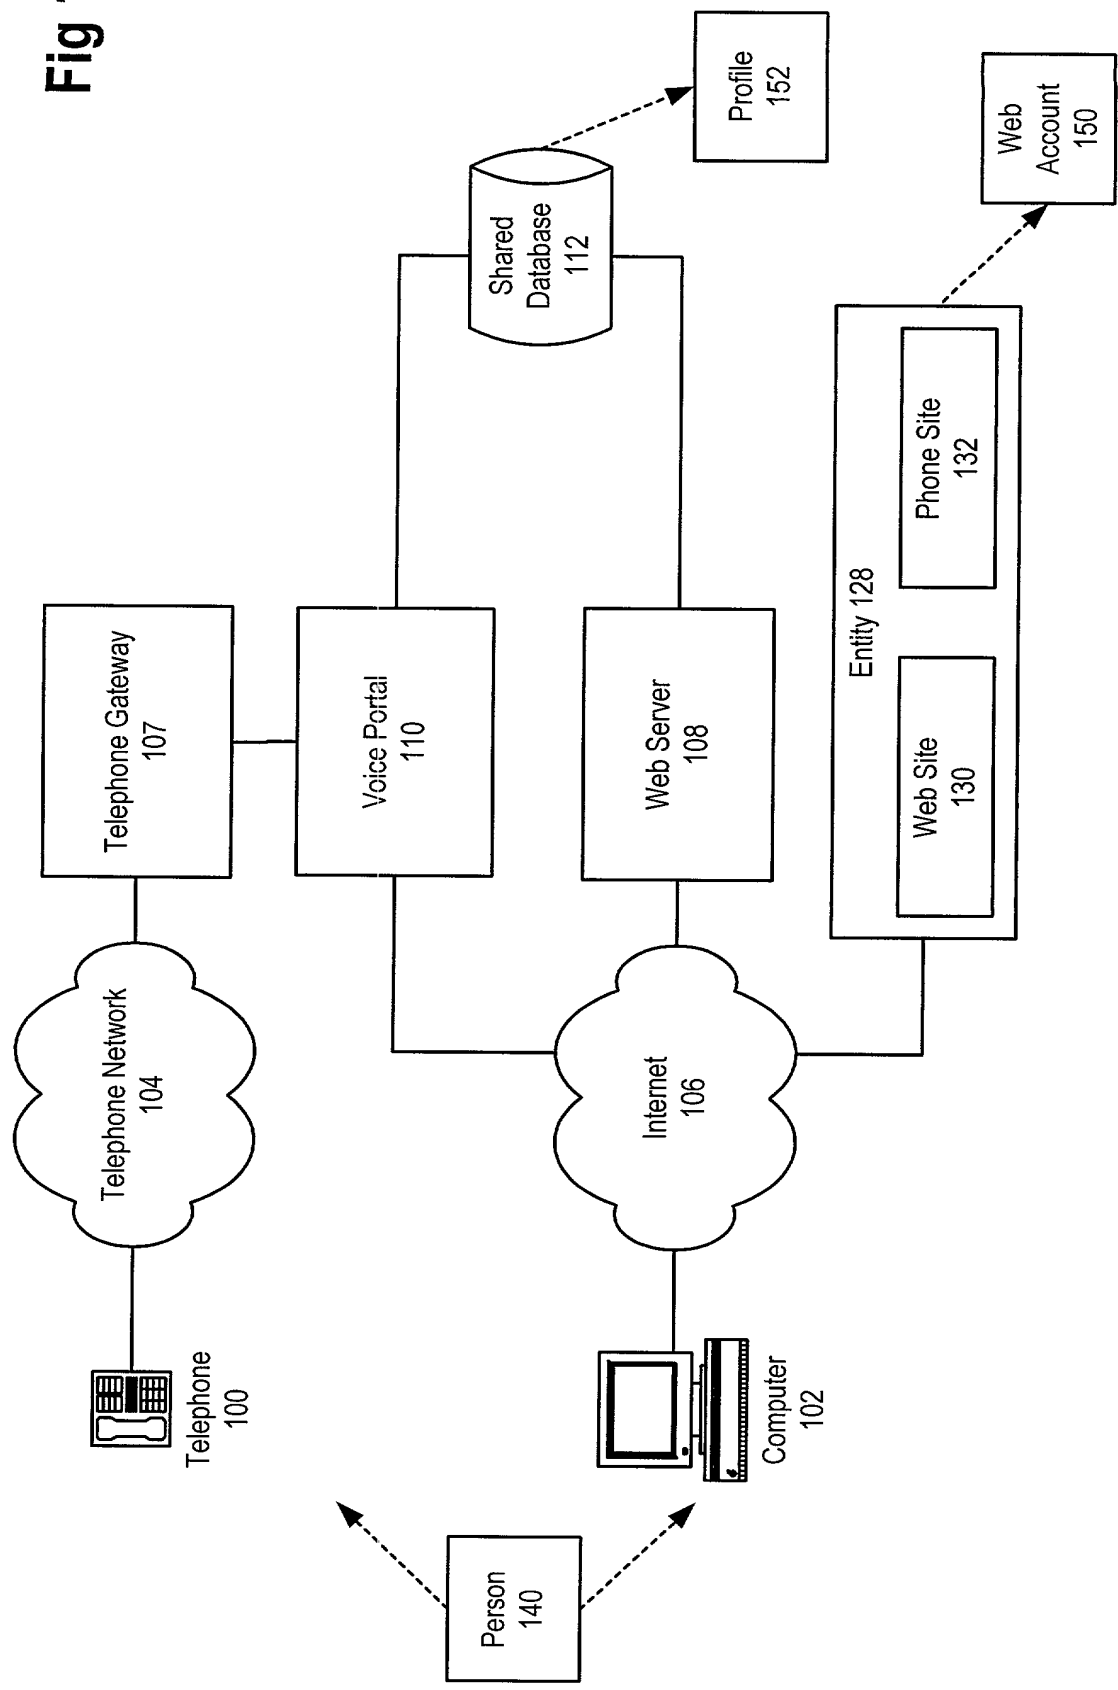 Fig
Telephone Network
104
Telephone Gateway
107
Telephone
100
Voice Portal
110
Shared
Database
112
Profile
152
Person
140
Computer
102
Internet
106
Web Server
108
Entity 128
Web Site
130
Phone Site
132
Web
Account
150